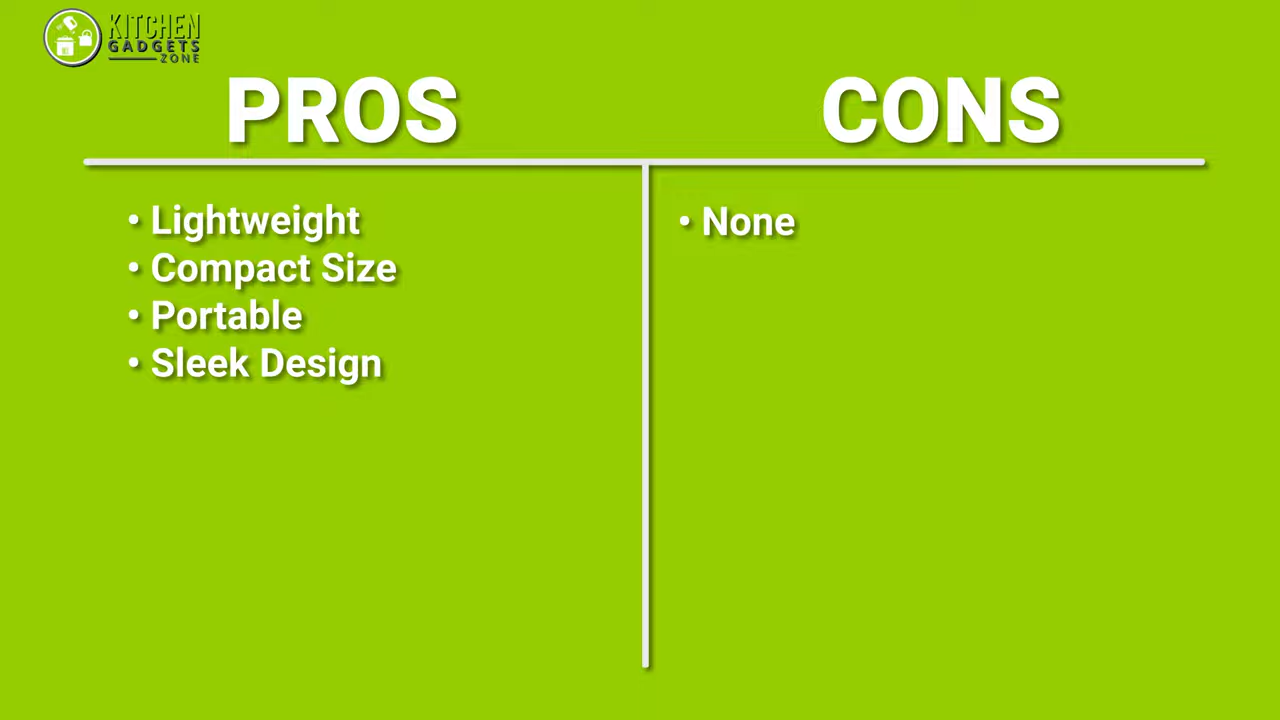 KITCHEN
GADGETS
ZONE
PROS
CONS
• Lightweight
• Compact Size
• Portable
• Sleek Design
• None